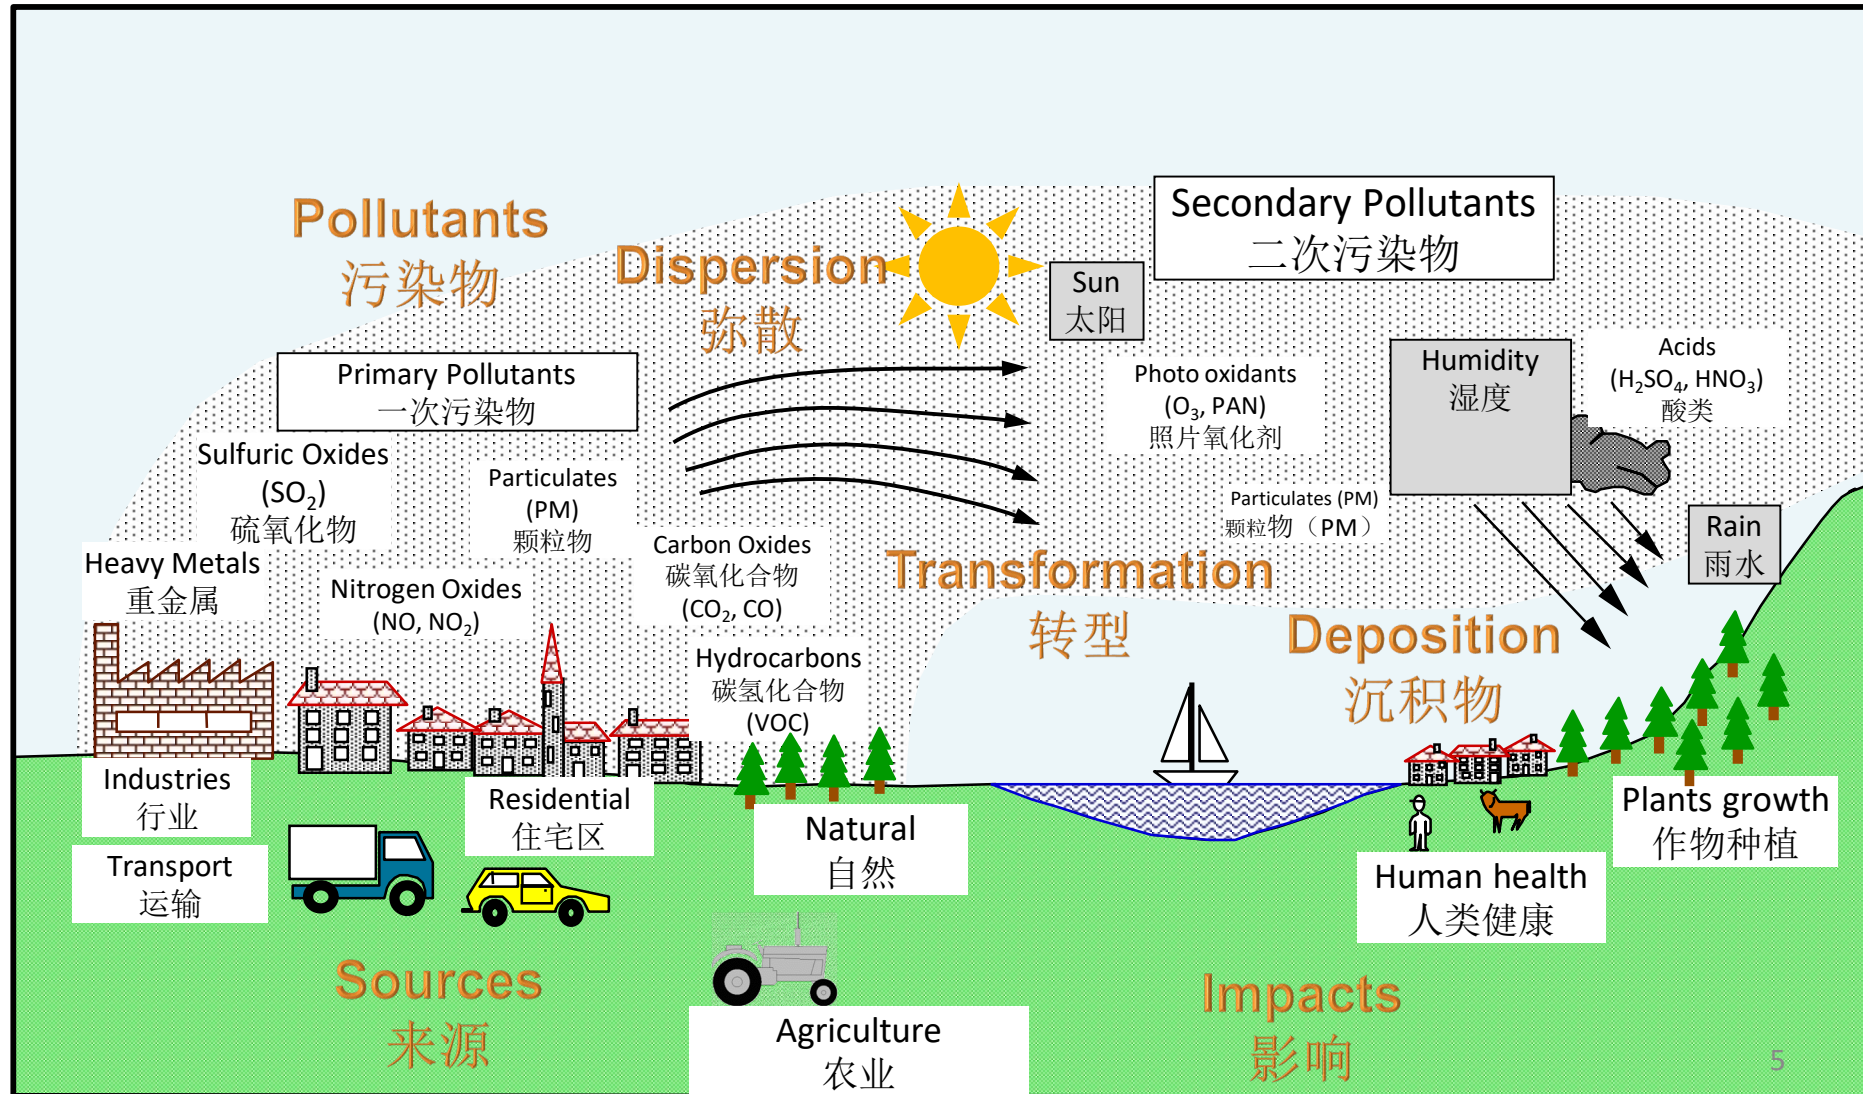 Pollutants
污染物
Dispersion
弥散
Secondary Pollutants
二次污染物
Sun
太阳
Primary Pollutants
一次污染物
Photo oxidants
(O₃, PAN)
照片氧化剂
Humidity
湿度
Acids
(H₂SO₄, HNO₃)
酸类
Sulfuric Oxides
(SO₂)
硫氧化物
Particulates
(PM)
颗粒物
Particulates (PM)
颗粒物（PM）
Rain
雨水
Heavy Metals
重金属
Nitrogen Oxides
(NO, NO₂)
Carbon Oxides
碳氧化合物
(CO₂, CO)
Transformation
转型
Hydrocarbons
碳氢化合物
(VOC)
Deposition
沉积物
Industries
行业
Residential
住宅区
Natural
自然
Plants growth
作物种植
Transport
运输
Human health
人类健康
Sources
来源
Agriculture
农业
Impacts
影响
5